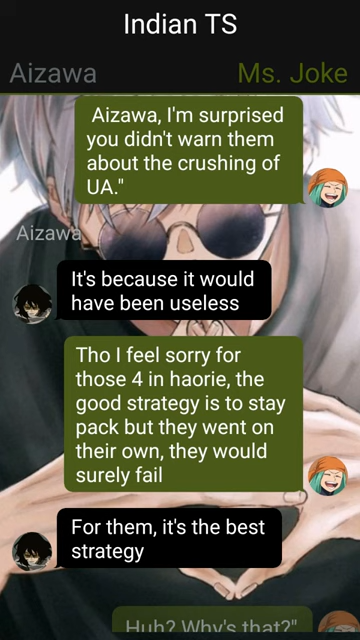 Indian TS
Aizawa
Ms. Joke
Aizawa, I'm surprised
you didn't warn them
about the crushing of
UA."
Aizawa
It's because it would
have been useless
Tho I feel sorry for
those 4 in haorie, the
good strategy is to stay
pack but they went on
their own, they would
surely fail
For them, it's the best
strategy
Huh? Why's that?"